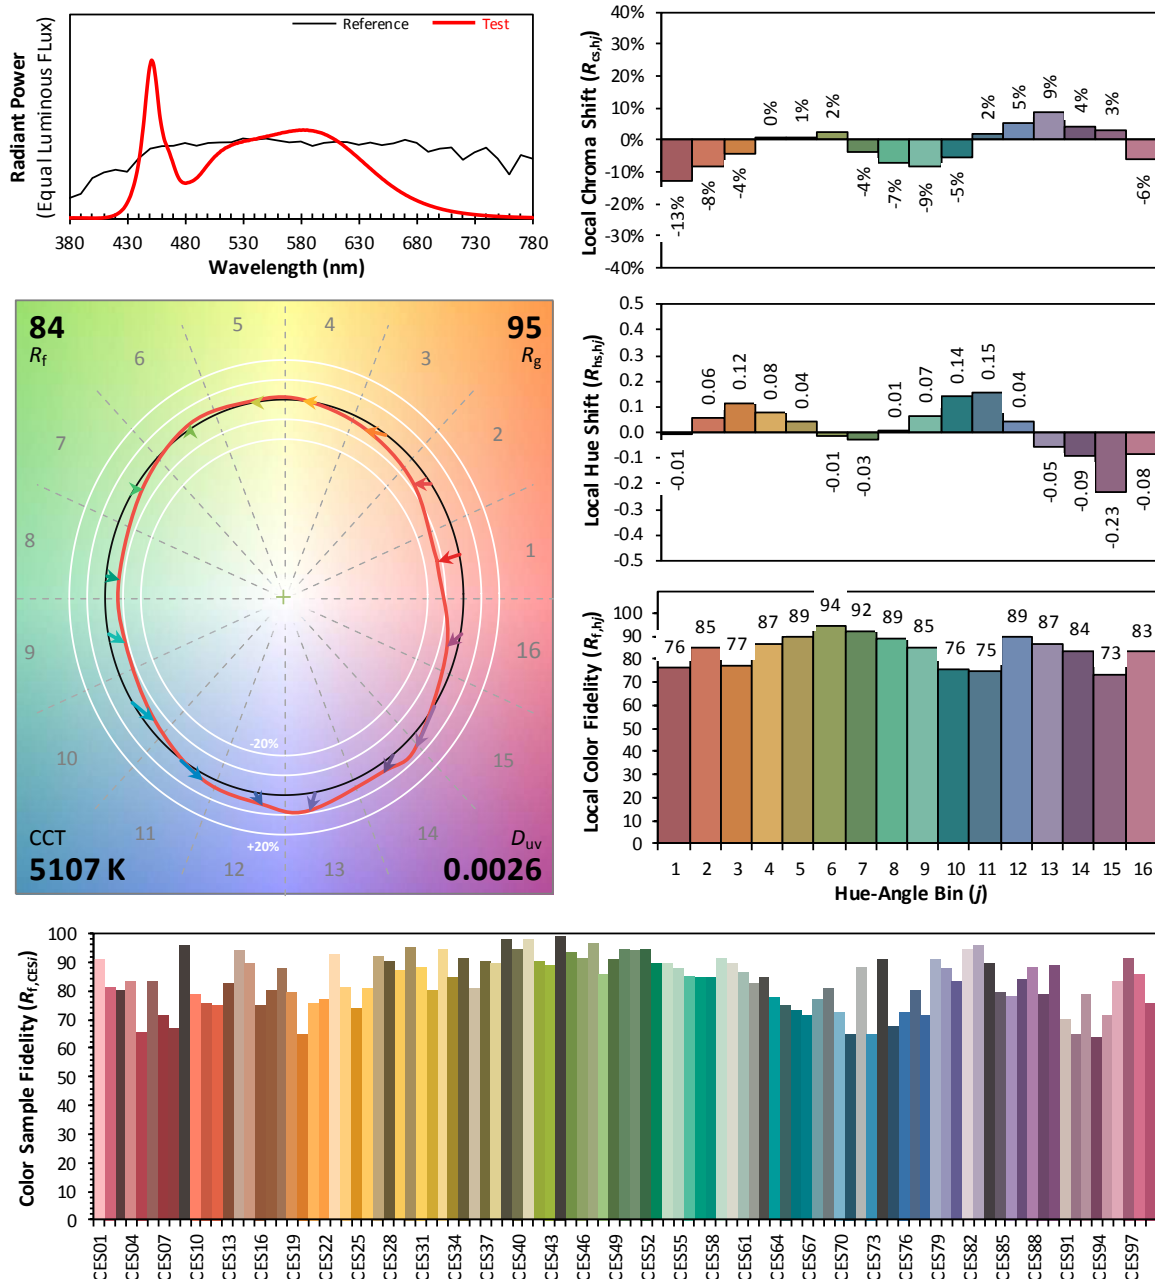 Reference
Test
Radiant Power
(Equal Luminous FLux)
380 430 480 530 580 630 680 730 780
Wavelength (nm)
Local Chroma Shift (Rcs,hj)
40%
30%
20%
10%
0%
-10%
-20%
-30%
-40%
-13% -8% -4% 0% 1% 2% -4% -7% -9% -5% 2% 5% 9% 4% 3% -6%
84
Rf
95
Rg
1 2 3 4 5 6 7 8 9 10 11 12 13 14 15 16
-20%
+20%
CCT
5107 K
Duv
0.0026
Local Hue Shift (Rhs,hj)
0.5
0.4
0.3
0.2
0.1
0.0
-0.1
-0.2
-0.3
-0.4
-0.5
-0.01 0.06 0.12 0.08 0.04 -0.01 -0.03 0.01 0.07 0.14 0.15 0.04 -0.05 -0.09 -0.23 -0.08
Local Color Fidelity (Rf,hj)
100
90
80
70
60
50
40
30
20
10
0
76 85 77 87 89 94 92 89 85 76 75 89 87 84 73 83
1 2 3 4 5 6 7 8 9 10 11 12 13 14 15 16
Hue-Angle Bin (j)
Color Sample Fidelity (Rf,CESi)
100
90
80
70
60
50
40
30
20
10
0
CES01 CES04 CES07 CES10 CES13 CES16 CES19 CES22 CES25 CES28 CES31 CES34 CES37 CES40 CES43 CES46 CES49 CES52 CES55 CES58 CES61 CES64 CES67 CES70 CES73 CES76 CES79 CES82 CES85 CES88 CES91 CES94 CES97